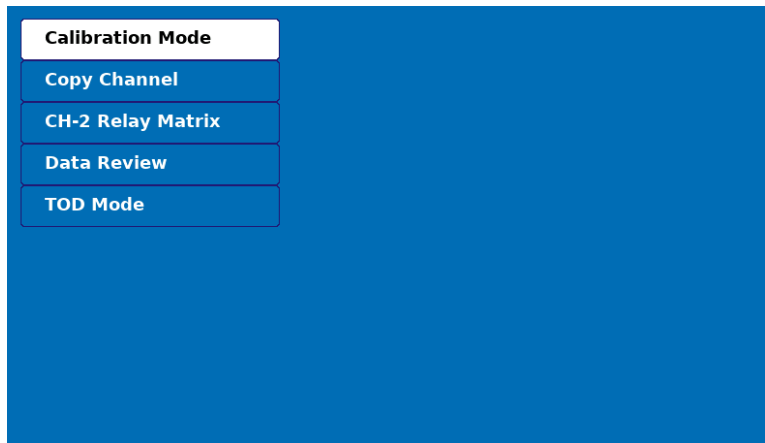 Calibration Mode
Copy Channel
CH-2 Relay Matrix
Data Review
TOD Mode